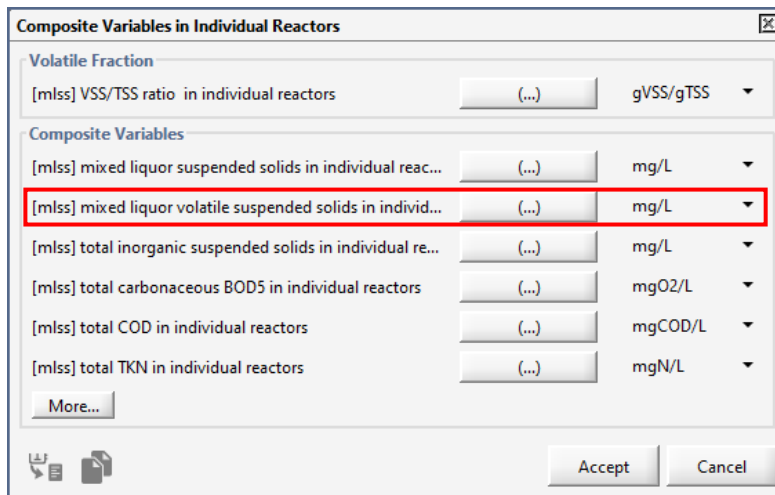 Composite Variables in Individual Reactors
Volatile Fraction
[mlss] VSS/TSS ratio in individual reactors (...) gVSS/gTSS
Composite Variables
[mlss] mixed liquor suspended solids in individual reac... (...) mg/L
[mlss] mixed liquor volatile suspended solids in individ... (...) mg/L
[mlss] total inorganic suspended solids in individual re... (...) mg/L
[mlss] total carbonaceous BOD5 in individual reactors (...) mgO2/L
[mlss] total COD in individual reactors (...) mgCOD/L
[mlss] total TKN in individual reactors (...) mgN/L
More...
Accept Cancel